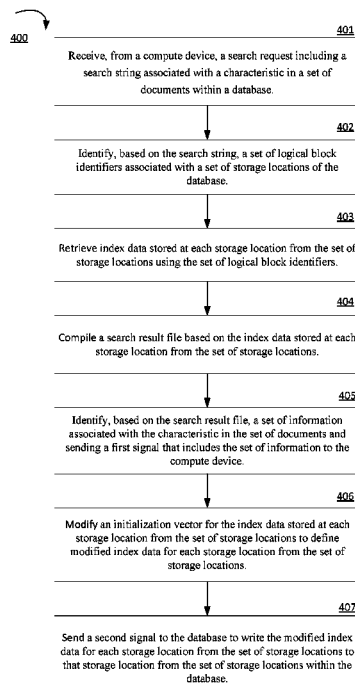 400
401
Receive, from a compute device, a search request including a
search string associated with a characteristic in a set of
documents within a database.
402
Identify, based on the search string, a set of logical block
identifiers associated with a set of storage locations of the
database.
403
Retrieve index data stored at each storage location from the set of
storage locations using the set of logical block identifiers.
404
Compile a search result file based on the index data stored at each
storage location from the set of storage locations.
405
Identify, based on the search result file, a set of information
associated with the characteristic in the set of documents and
sending a first signal that includes the set of information to the
compute device.
406
Modify an initialization vector for the index data stored at each
storage location from the set of storage locations to define
modified index data for each storage location from the set of
storage locations.
407
Send a second signal to the database to write the modified index
data for each storage location from the set of storage locations to
that storage location from the set of storage locations within the
database.